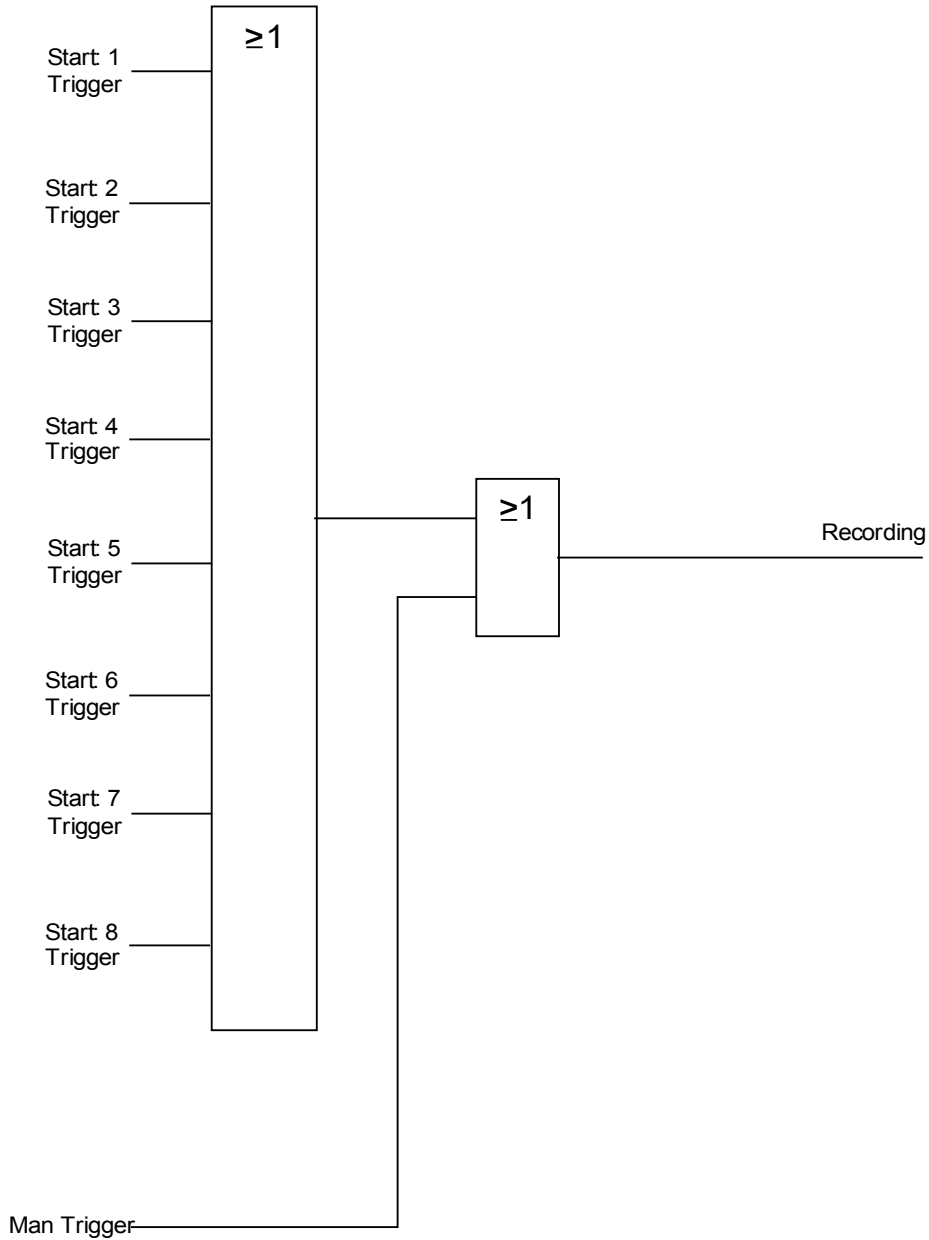 ≥1
Start 1
Trigger
Start 2
Trigger
Start 3
Trigger
Start 4
Trigger
≥1
Recording
Start 5
Trigger
Start 6
Trigger
Start 7
Trigger
Start 8
Trigger
Man Trigger